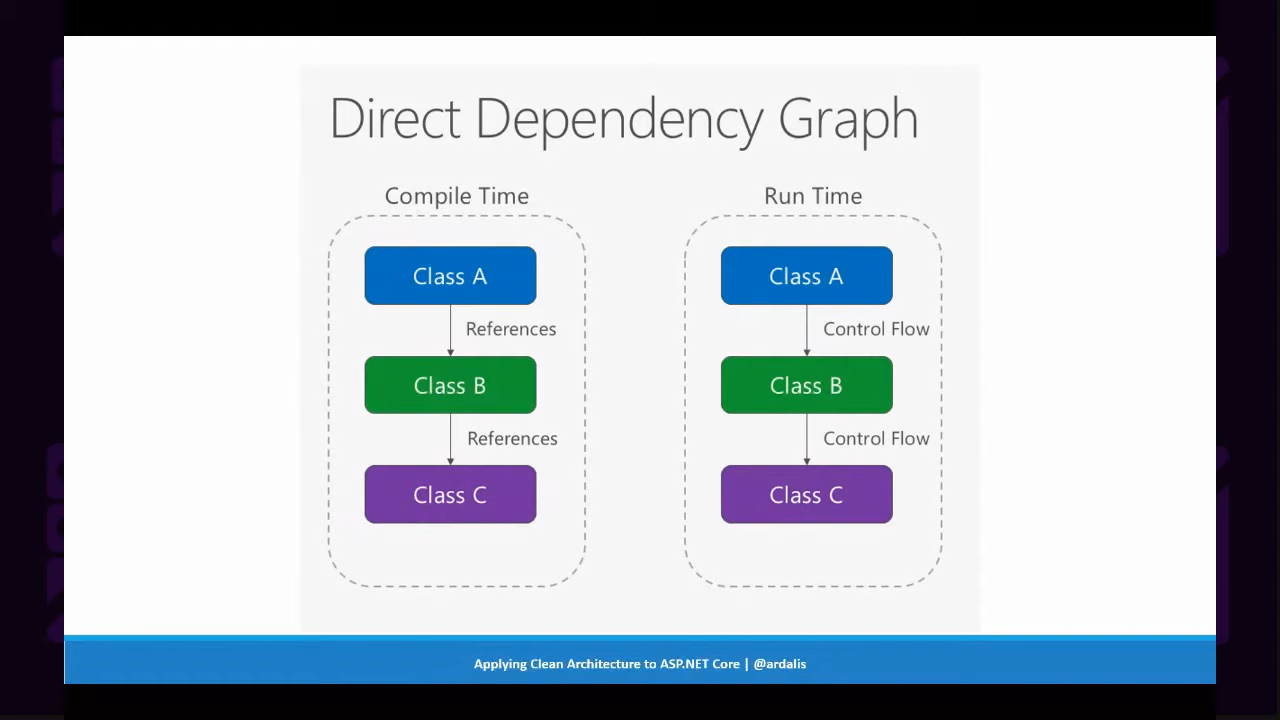 Direct Dependency Graph
Compile Time
Class A
References
Class B
References
Class C
Run Time
Class A
Control Flow
Class B
Control Flow
Class C
Applying Clean Architecture to ASP.NET Core | @ardalis